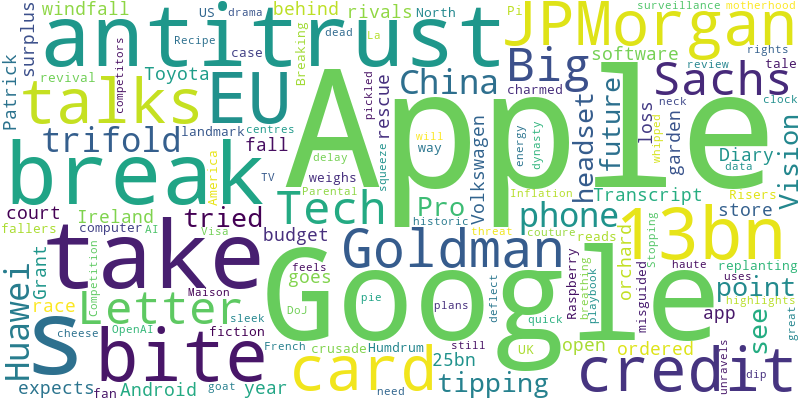 windfall
US
drama
behind
rivals
North
Pi
JPMorgan
surveillance
motherhood
Recipe
dead
La
surplus
antitrust
Breaking
case
software
rights
tale
Patrick
revival
Toyota
competitors
talks
EU
Apple
pickled
rescue
China
Big
Sachs
review
clock
trifold
landmark
centres
fall
charmed
headset
future
loss
neck
whipped
garden
break
TV
weighs
squeeze
will
way
energy
dynasty
Volkswagen
Diary
data
Vision
America
delay
Parental
Inflation
Transcript
Risers
court
Ireland
tried
Tech
Pro
phone
store
fallers
computer
AI
Visa
budget
historic
threat
couture
Stopping
13bn
take
Goldman
reads
orchard
replanting
Huawei
Grant
Letter
Competition
Maison
goes
feels
Google
haute
Raspberry
breathing
playbook
misguided
uses
point
highlights
race
OpenAI
DoJ
sleek
fiction
pie
plans
deflect
quick
app
see
great
s
bite
cheese
French
crusade
Humdrum
still
UK
open
ordered
expects
fan
Android
goat
year
card
25bn
need
tipping
credit
unravels
dip